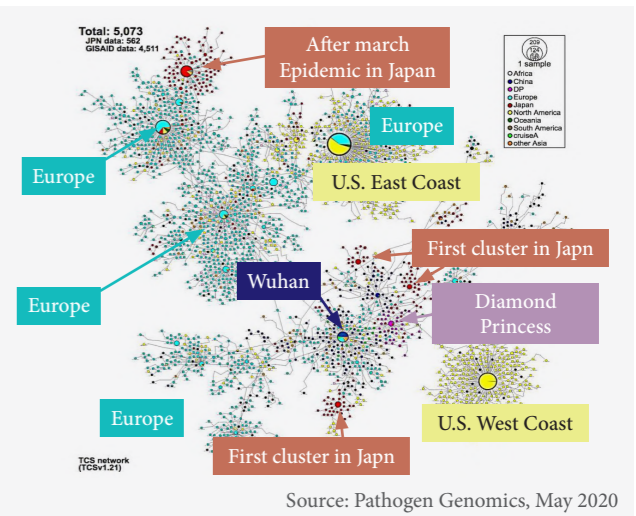 Total: 5,073
JPN data: 562
GISAID data: 4,511
After march
Epidemic in Japan
209
124
1 sample
Africa
China
DP
Europe
Japan
North America
Oceania
South America
cruiseA
other Asia
Europe
Europe
U.S. East Coast
First cluster in Japn
Wuhan
Diamond
Princess
Europe
Europe
U.S. West Coast
First cluster in Japn
TCS network
(TCSv1.21)
Source: Pathogen Genomics, May 2020